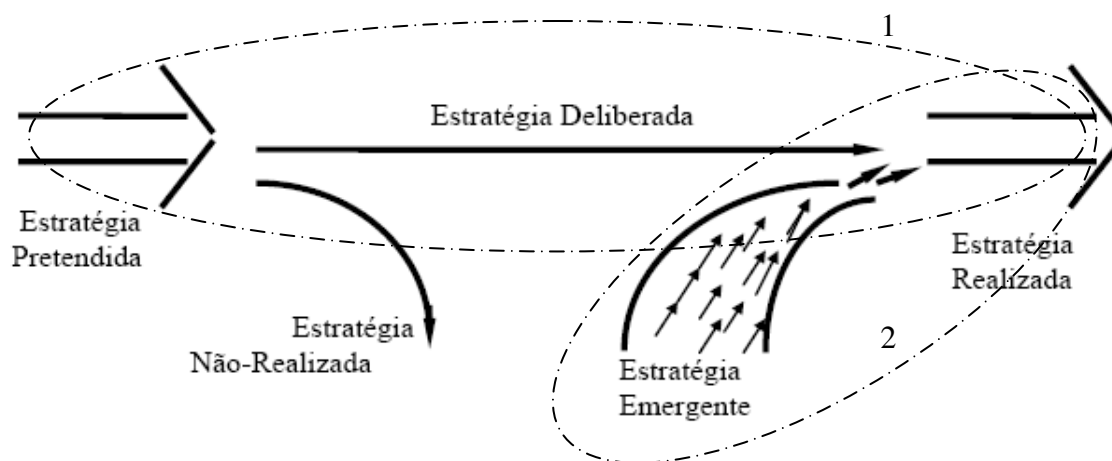 1
Estratégia Deliberada
Estratégia
Pretendida
Estratégia
Realizada
Estratégia
Não-Realizada
2
Estratégia
Emergente